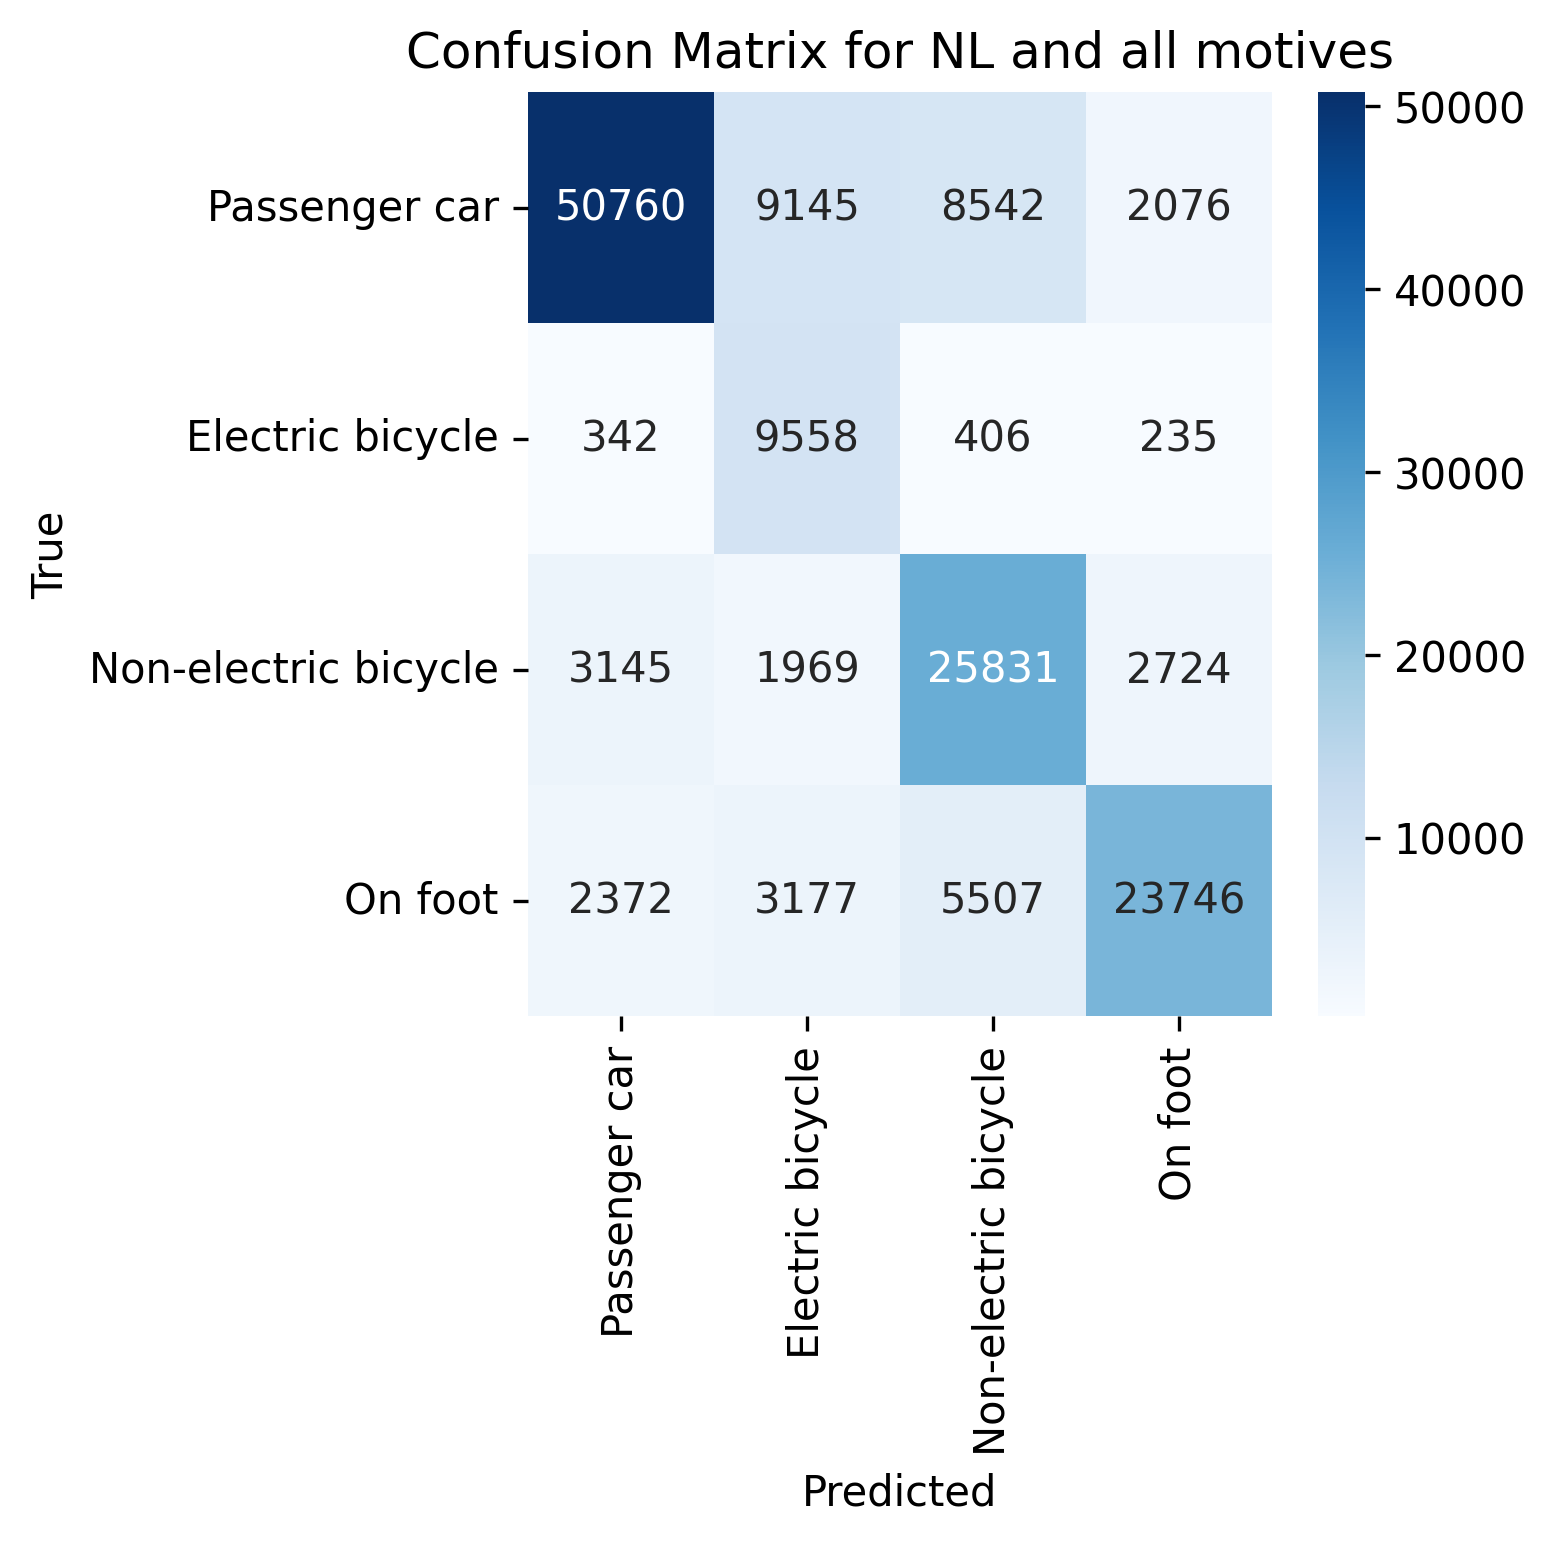 Confusion Matrix for NL and all motives
Passenger car
50760 9145 8542 2076
Electric bicycle
342 9558 406 235
Non-electric bicycle
3145 1969 25831 2724
On foot
2372 3177 5507 23746
True
Passenger car
Electric bicycle
Non-electric bicycle
On foot
Predicted
50000
40000
30000
20000
10000